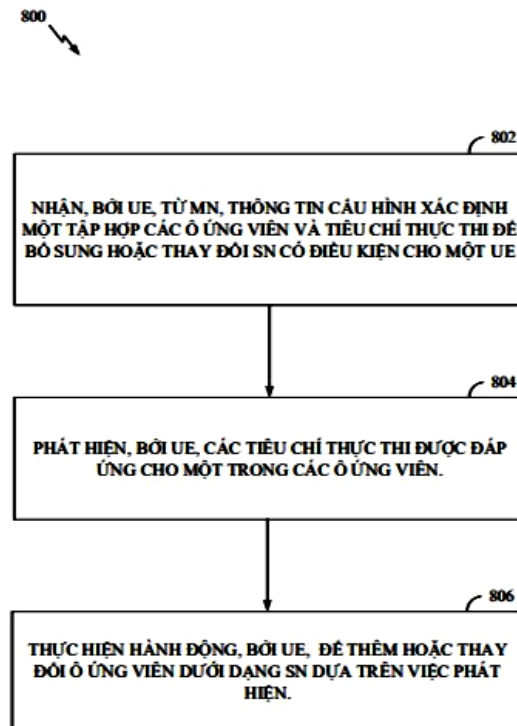 800
802
NHẬN, BỞI UE, TỪ MN, THÔNG TIN CẤU HÌNH XÁC ĐỊNH
MỘT TẬP HỢP CÁC Ô ỨNG VIÊN VÀ TIÊU CHÍ THỰC THI ĐỂ
BỔ SUNG HOẶC THAY ĐỔI SN CÓ ĐIỀU KIỆN CHO MỘT UE
804
PHÁT HIỆN, BỞI UE, CÁC TIÊU CHÍ THỰC THI ĐƯỢC ĐÁP
ỨNG CHO MỘT TRONG CÁC Ô ỨNG VIÊN.
806
THỰC HIỆN HÀNH ĐỘNG, BỞI UE, ĐỂ THÊM HOẶC THAY
ĐỔI Ô ỨNG VIÊN DƯỚI DẠNG SN DỰA TRÊN VIỆC PHÁT
HIỆN.